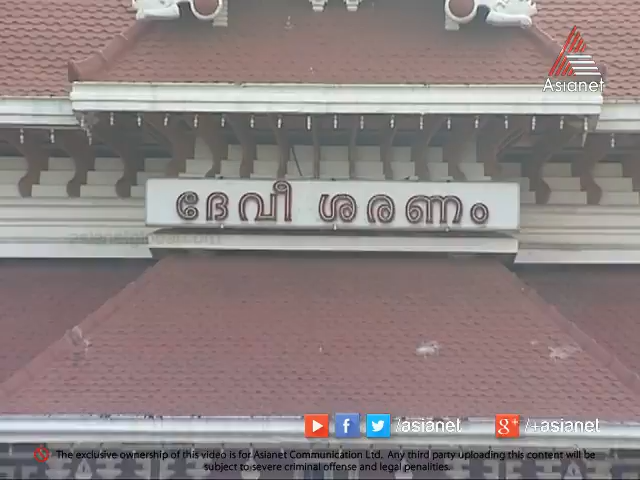 Asianet
ദേവീ ശരണം
/asianet
/+asianet
The exclusive ownership of this video is for Asianet Communication Ltd. Any third party uploading this content will be
subject to severe criminal offense and legal penalities.